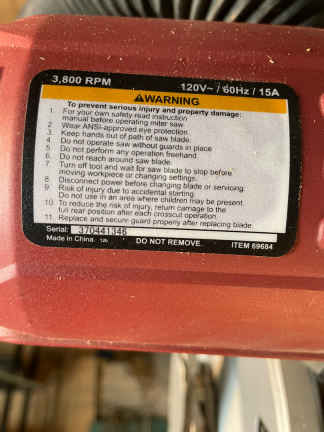 3,800 RPM 120V~ / 60Hz / 15A
⚠WARNING
To prevent serious injury and property damage:
1. For your own safety read instruction
manual before operating miter saw.
2. Wear ANSI-approved eye protection.
3. Keep hands out of path of saw blade.
4. Do not operate saw without guards in place
5. Do not perform any operation freehand.
6. Do not reach around saw blade.
7. Turn off tool and wait for saw blade to stop before
moving workpiece or changing settings.
8. Disconnect power before changing blade or servicing.
9. Risk of injury due to accidental starting.
Do not use in an area where children may be present.
10. To reduce the risk of injury, return carriage to the
full rear position after each crosscut operation.
11. Replace and secure guard properly after replacing blade.
Serial: 370441346
Made in China DO NOT REMOVE. ITEM 69684